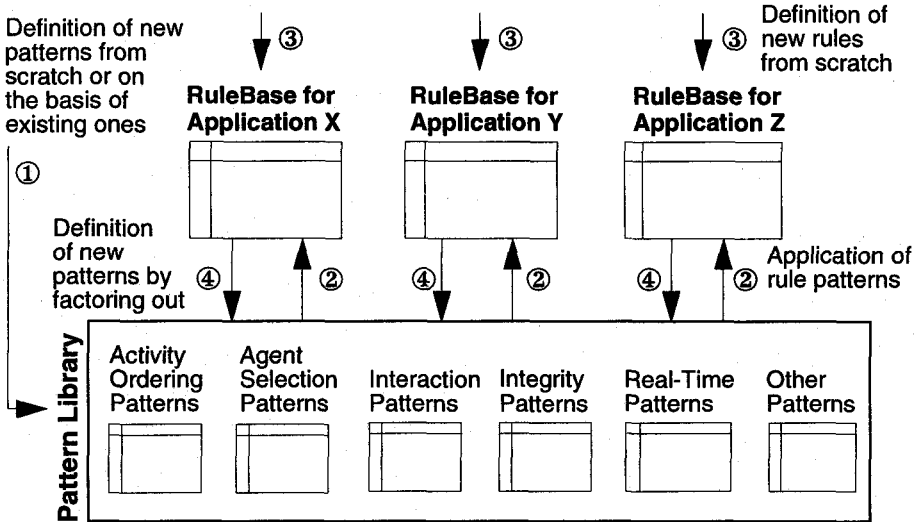 Definition of new
patterns from
scratch or on
the basis of
existing ones
①
③
③
③
Definition of
new rules
from scratch
RuleBase for
Application X
RuleBase for
Application Y
RuleBase for
Application Z
Definition
of new
patterns by
factoring out
④
②
④
②
④
②
Application of
rule patterns
Pattern Library
Activity
Ordering
Patterns
Agent
Selection
Patterns
Interaction
Patterns
Integrity
Patterns
Real-Time
Patterns
Other
Patterns